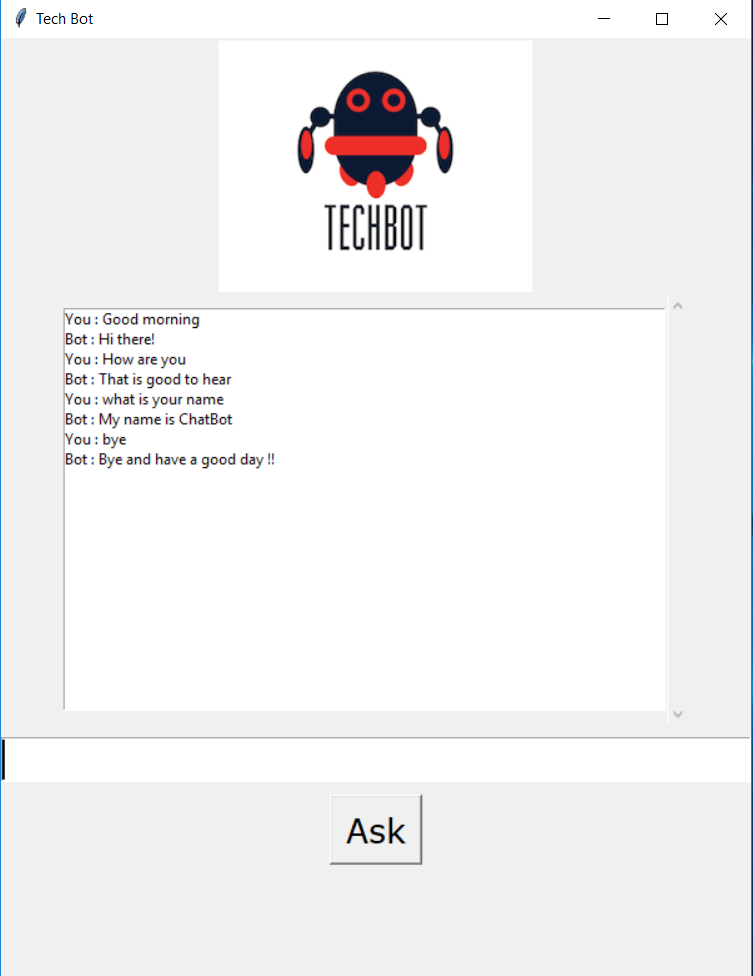 Tech Bot
TECHBOT
You : Good morning
Bot : Hi there!
You : How are you
Bot : That is good to hear
You : what is your name
Bot : My name is ChatBot
You : bye
Bot : Bye and have a good day !!
Ask